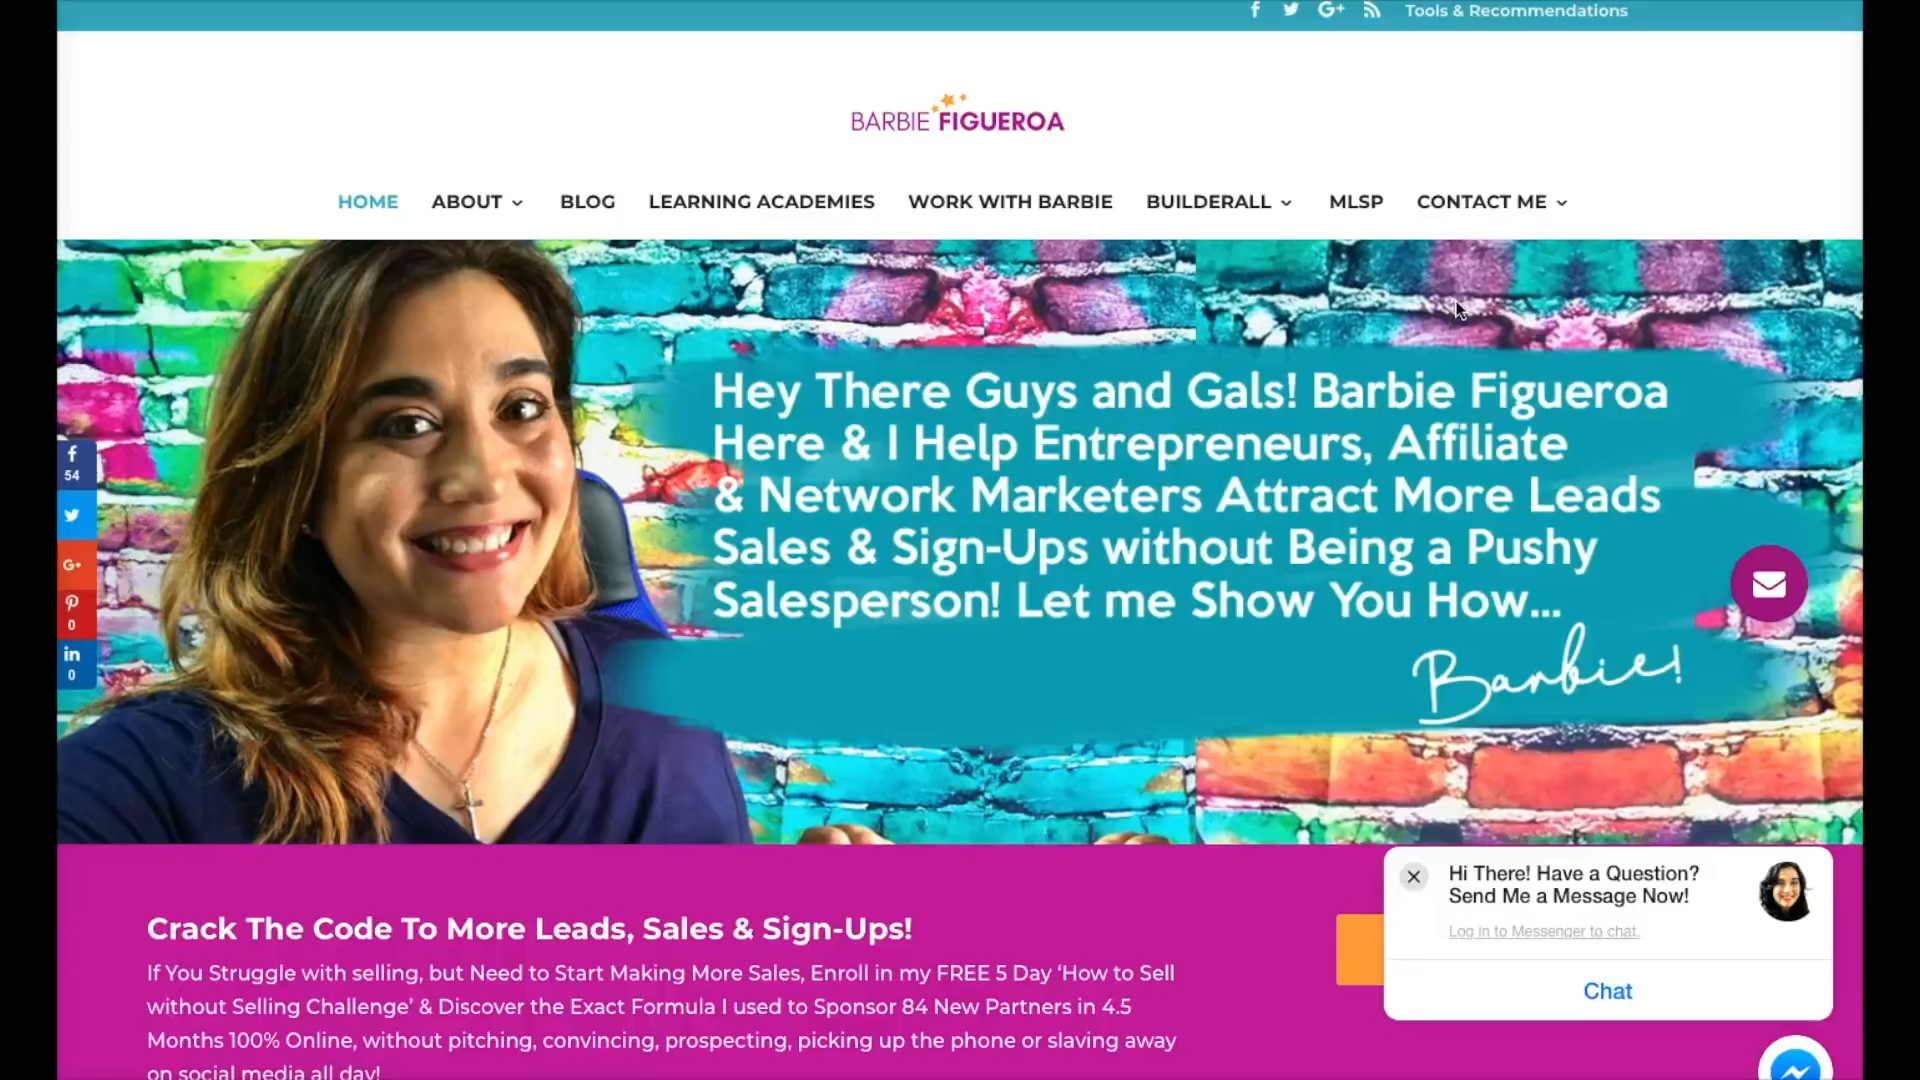 Tools & Recommendations
BARBIE FIGUEROA
HOME ABOUT BLOG LEARNING ACADEMIES WORK WITH BARBIE BUILDERALL MLSP CONTACT ME
Hey There Guys and Gals! Barbie Figueroa
Here & I Help Entrepreneurs, Affiliate
& Network Marketers Attract More Leads
Sales & Sign-Ups without Being a Pushy
Salesperson! Let me Show You How...
Barbie!
54
0
0
Crack The Code To More Leads, Sales & Sign-Ups!
If You Struggle with selling, but Need to Start Making More Sales, Enroll in my FREE 5 Day ‘How to Sell
without Selling Challenge’ & Discover the Exact Formula I used to Sponsor 84 New Partners in 4.5
Months 100% Online, without pitching, convincing, prospecting, picking up the phone or slaving away
on social media all day!
Hi There! Have a Question?
Send Me a Message Now!
Log in to Messenger to chat.
Chat